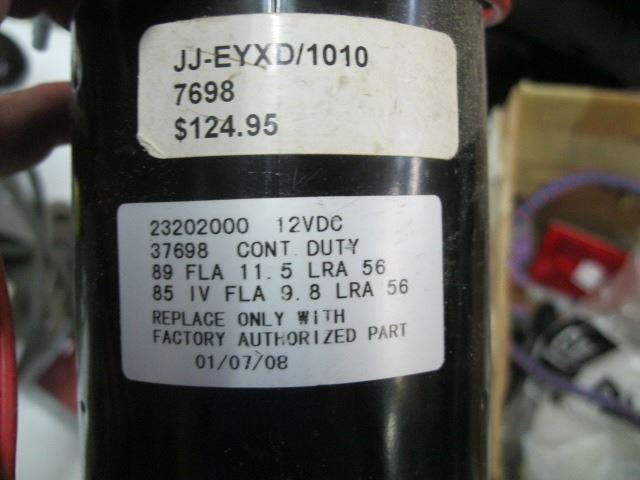 JJ-EYXD/1010
7698
$124.95
23202000 12VDC
37698 CONT. DUTY
89 FLA 11.5 LRA 56
85 IV FLA 9.8 LRA 56
REPLACE ONLY WITH
FACTORY AUTHORIZED PART
01/07/08